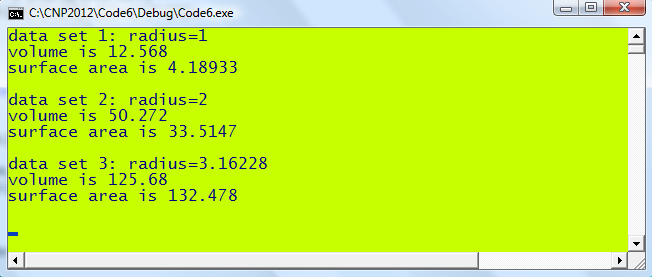 C:\CNP2012\Code6\Debug\Code6.exe
data set 1: radius=1
volume is 12.568
surface area is 4.18933
data set 2: radius=2
volume is 50.272
surface area is 33.5147
data set 3: radius=3.16228
volume is 125.68
surface area is 132.478